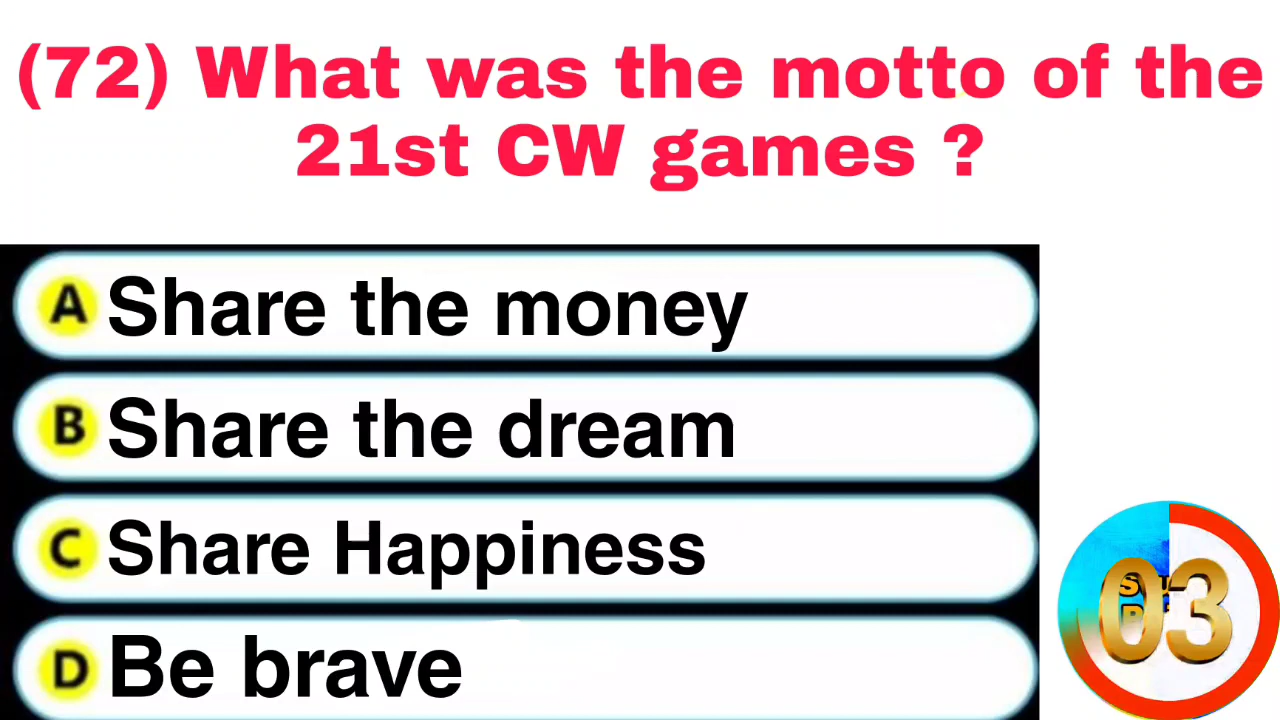 (72) What was the motto of the
21st CW games ?
A Share the money
B Share the dream
C Share Happiness
D Be brave
03